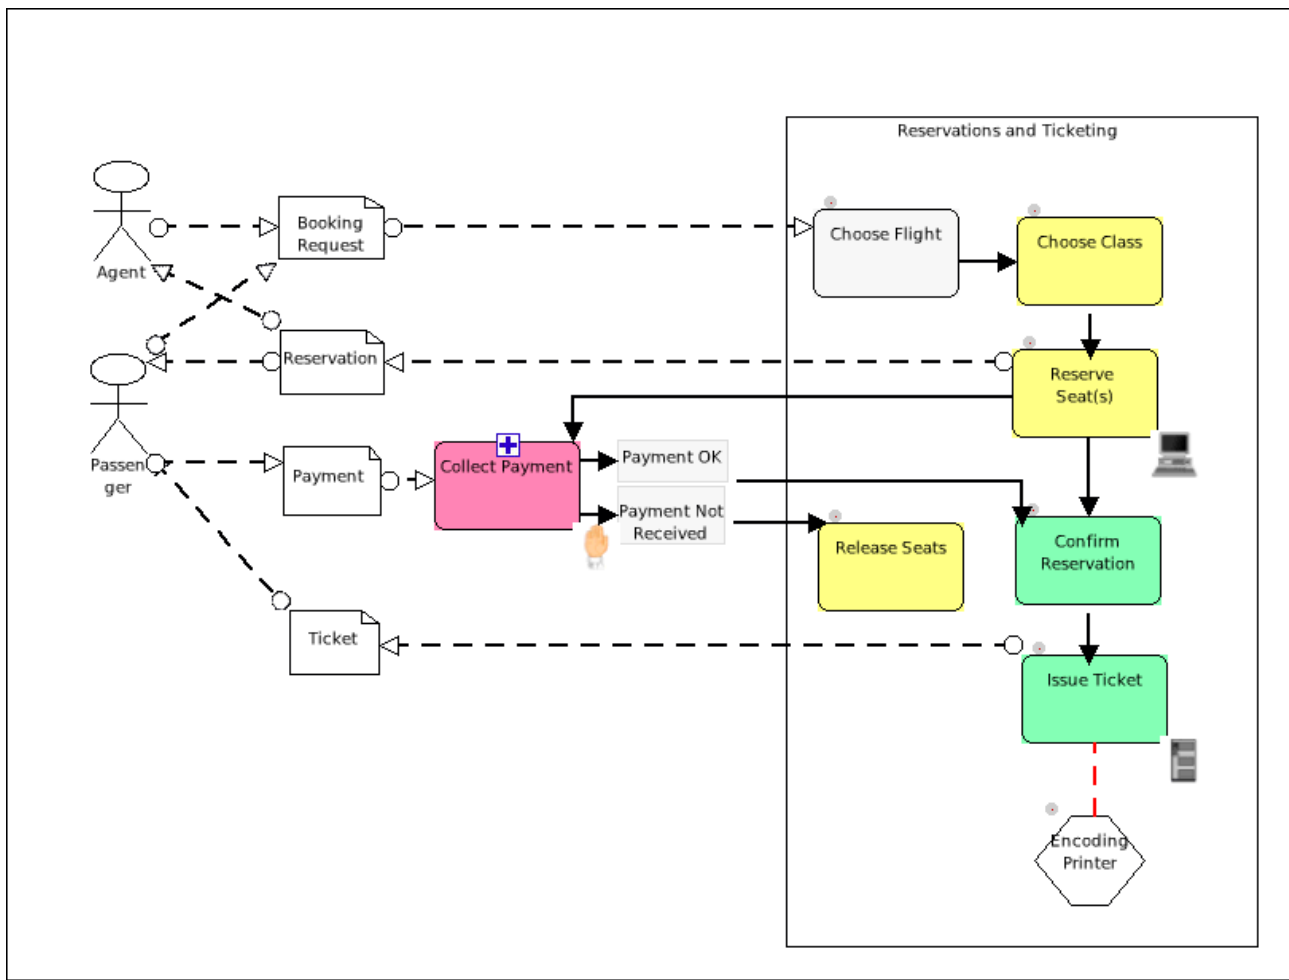 Reservations and Ticketing
Booking
Request
Choose Flight
Choose Class
Agent
Reservation
Reserve
Seat(s)
Passen
ger
Payment
Collect Payment
Payment OK
Payment Not
Received
Release Seats
Confirm
Reservation
Ticket
Issue Ticket
Encoding
Printer